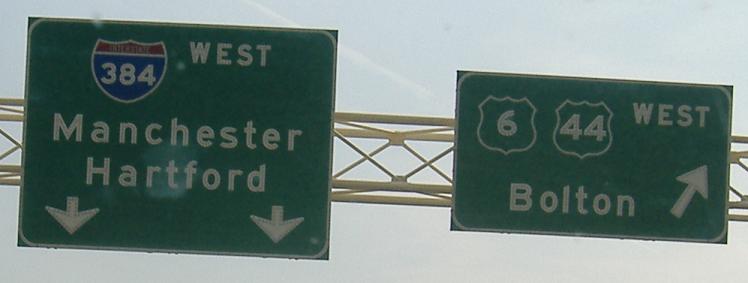 INTERSTATE
384 WEST
Manchester
Hartford
6 44 WEST
Bolton